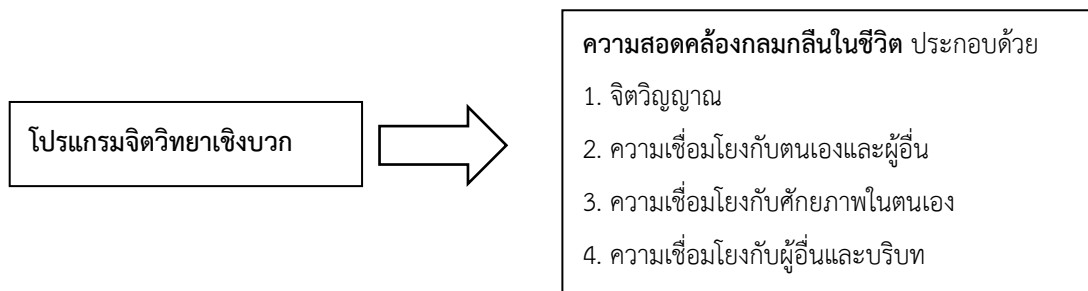 โปรแกรมจิตวิทยาเชิงบวก
ความสอดคล้องกลมกลืนในชีวิต ประกอบด้วย
1. จิตวิญญาณ
2. ความเชื่อมโยงกับตนเองและผู้อื่น
3. ความเชื่อมโยงกับศักยภาพในตนเอง
4. ความเชื่อมโยงกับผู้อื่นและบริบท